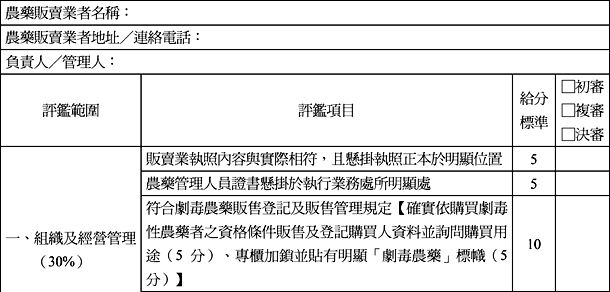 農藥販賣業者名稱：
農藥販賣業者地址／連絡電話：
負責人／管理人：
評鑑範圍
評鑑項目
給分
標準
□初審
□複審
□決審
一、組織及經營管理
（30%）
販賣業執照內容與實際相符，且懸掛執照正本於明顯位置
5
農藥管理人員證書懸掛於執行業務處所明顯處
5
符合劇毒農藥販售登記及販售管理規定【確實依購買劇毒
性農藥者之資格條件販售及登記購買人資料並詢問購買用
途（5 分）、專櫃加鎖並貼有明顯「劇毒農藥」標幟（5
分）】
10